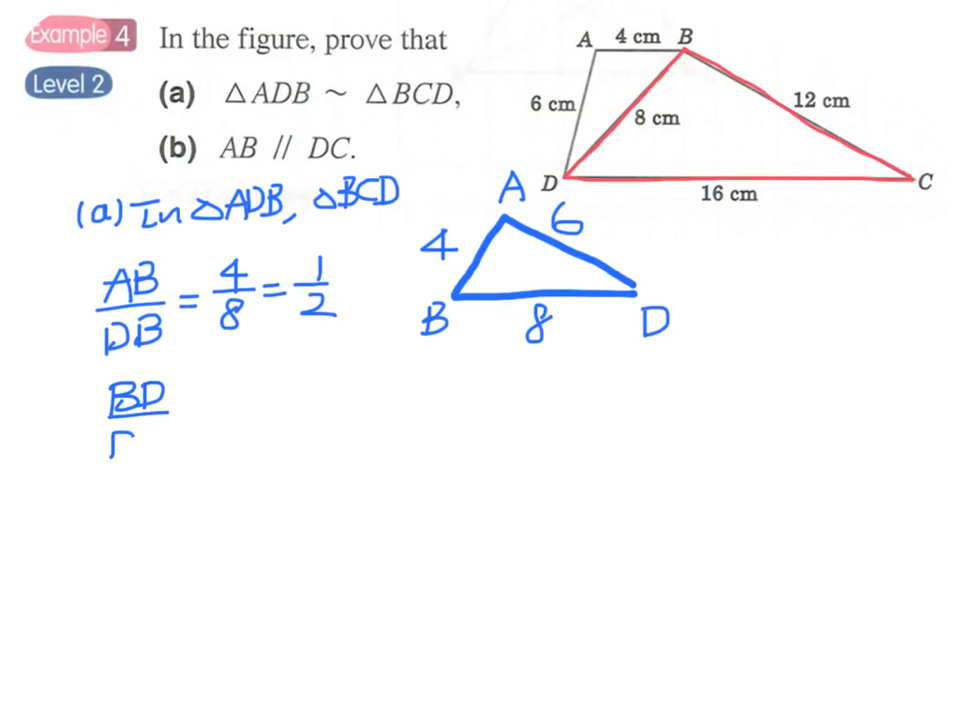 Example 4 In the figure, prove that
Level 2
(a) △ADB ~ △BCD,
(b) AB // DC.
A 4 cm B
6 cm
8 cm
12 cm
D
16 cm
C
(a) In △ADB, △BCD
AB/DB = 4/8 = 1/2
BD
A
6
4
B
8
D